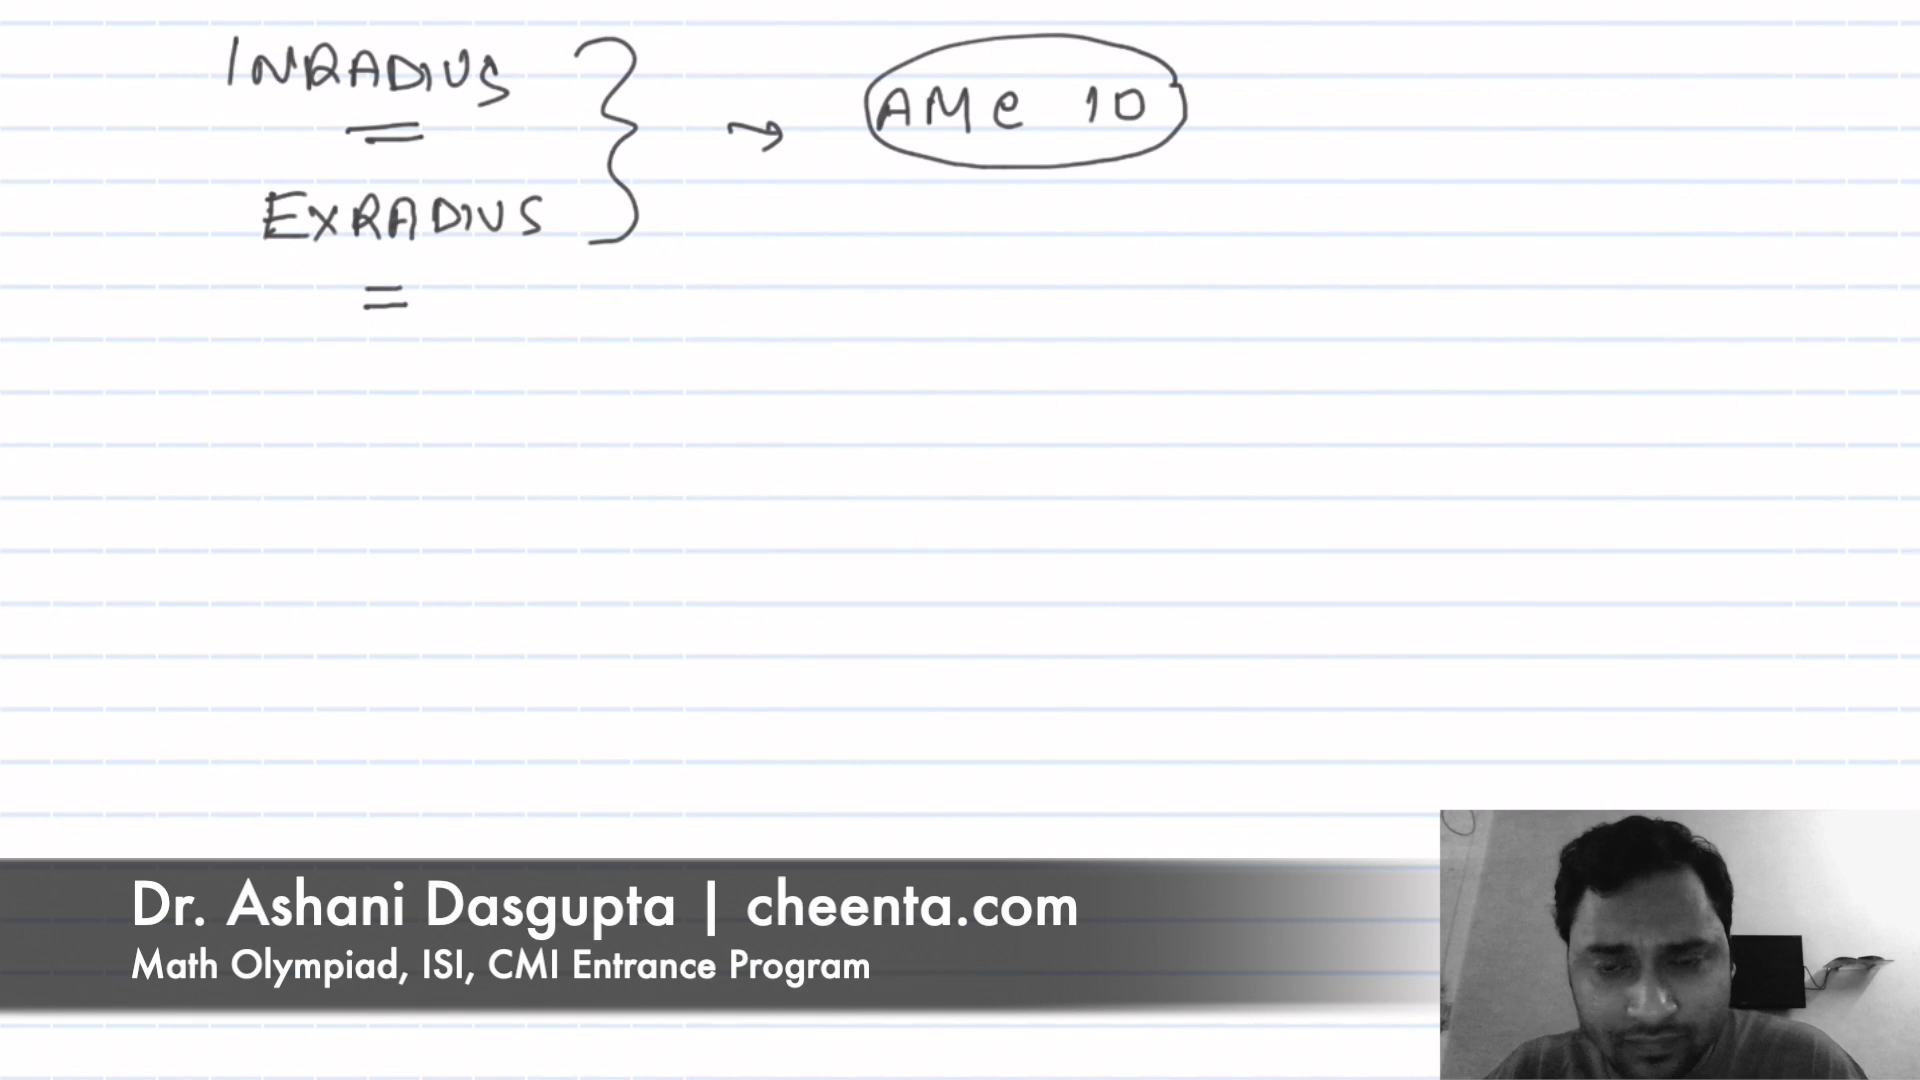 INRADIUS
EXRADIUS
AMC 10
Dr. Ashani Dasgupta | cheenta.com
Math Olympiad, ISI, CMI Entrance Program